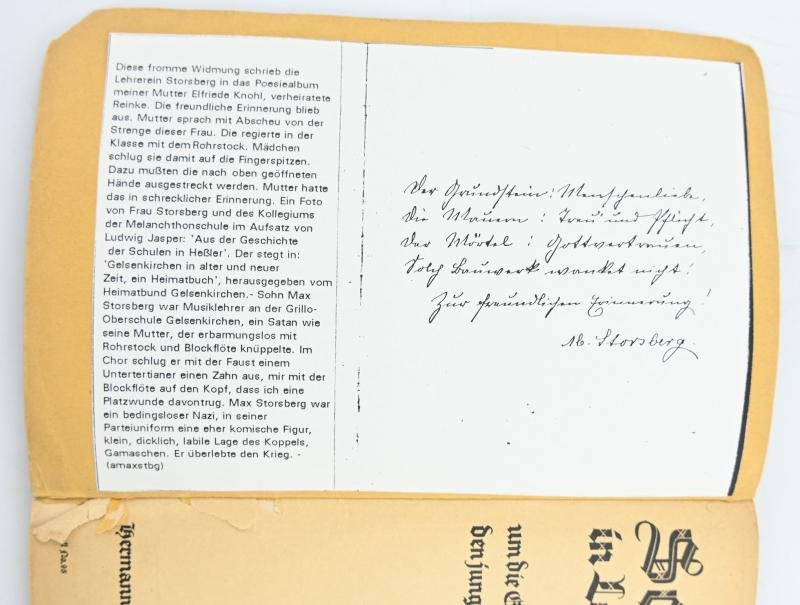 Diese fromme Widmung schrieb die
Lehrerein Storsberg in das Poesiealbum
meiner Mutter Elfriede Knohl, verheiratete
Reinke. Die freundliche Erinnerung blieb
aus. Mutter sprach mit Abscheu von der
Strenge dieser Frau. Die regierte in der
Klasse mit dem Rohrstock. Mädchen
schlug sie damit auf die Fingerspitzen.
Dazu mußten die nach oben geöffneten
Hände ausgestreckt werden. Mutter hatte
das in schrecklicher Erinnerung. Ein Foto
von Frau Storsberg und des Kollegiums
der Melanchthonschule im Aufsatz von
Ludwig Jasper: 'Aus der Geschichte
der Schulen in Heßler'. Der stegt in:
'Gelsenkirchen in alter und neuer
Zeit, ein Heimatbuch', herausgegeben vom
Heimatbund Gelsenkirchen.- Sohn Max
Storsberg war Musiklehrer an der Grillo-
Oberschule Gelsenkirchen, ein Satan wie
seine Mutter, der erbarmungslos mit
Rohrstock und Blockflöte knüppelte. Im
Chor schlug er mit der Faust einem
Untertertianer einen Zahn aus, mir mit der
Blockflöte auf den Kopf, dass ich eine
Platzwunde davontrug. Max Storsberg war
ein bedingsloser Nazi, in seiner
Parteiuniform eine eher komische Figur,
klein, dicklich, labile Lage des Koppels,
Gamaschen. Er überlebte den Krieg. -
(amaxstbg)
Der Grundstein: Menschenliebe,
Die Mauern: Treu' und Pflicht,
Der Mörtel: Gottvertrauen,
Solch Bauwerk wanket nicht!
Zur freundlichen Erinnerung!
M. Storsberg.
in
um die
den jung
Hermann
No. 98